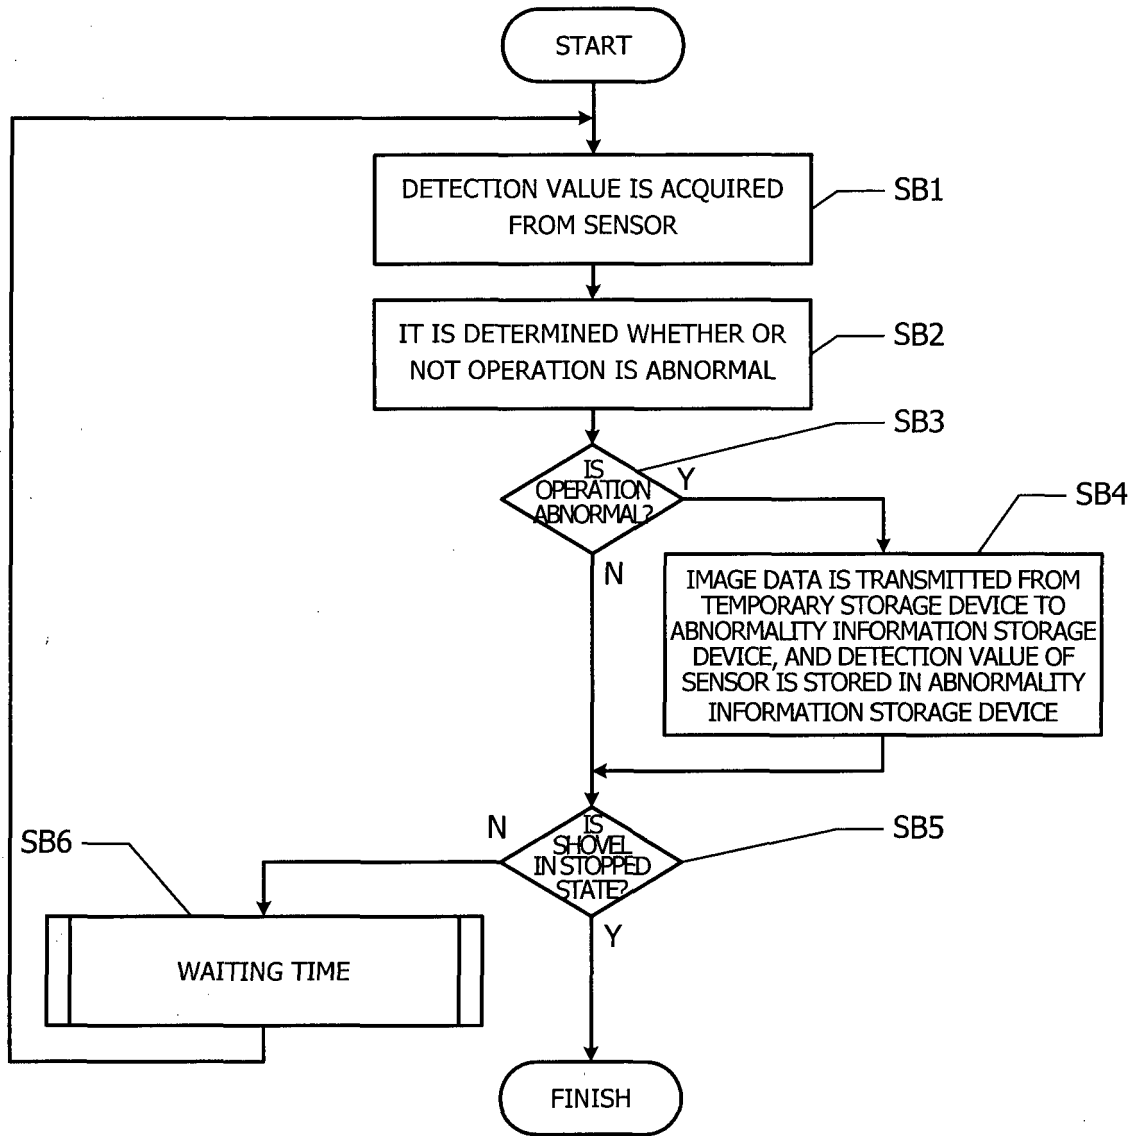 START
DETECTION VALUE IS ACQUIRED
FROM SENSOR
SB1
IT IS DETERMINED WHETHER OR
NOT OPERATION IS ABNORMAL
SB2
SB3
IS
OPERATION
ABNORMAL?
Y
N
SB4
IMAGE DATA IS TRANSMITTED FROM
TEMPORARY STORAGE DEVICE TO
ABNORMALITY INFORMATION STORAGE
DEVICE, AND DETECTION VALUE OF
SENSOR IS STORED IN ABNORMALITY
INFORMATION STORAGE DEVICE
IS
SHOVEL
IN STOPPED
STATE?
SB5
N
Y
SB6
WAITING TIME
FINISH